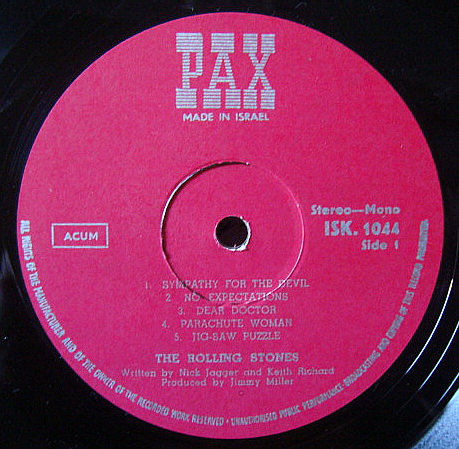 PAX
MADE IN ISRAEL
ACUM
Stereo—Mono
ISK. 1044
Side 1
1. SYMPATHY FOR THE DEVIL
2. NO EXPECTATIONS
3. DEAR DOCTOR
4. PARACHUTE WOMAN
5. JIG-SAW PUZZLE
THE ROLLING STONES
Written by Nick Jagger and Keith Richard
Produced by Jimmy Miller
ALL RIGHTS OF THE MANUFACTURER AND OF THE OWNER OF THE RECORDED WORK RESERVED · UNAUTHORISED PUBLIC PERFORMANCE BROADCASTING AND COPYING OF THIS RECORD PROHIBITED